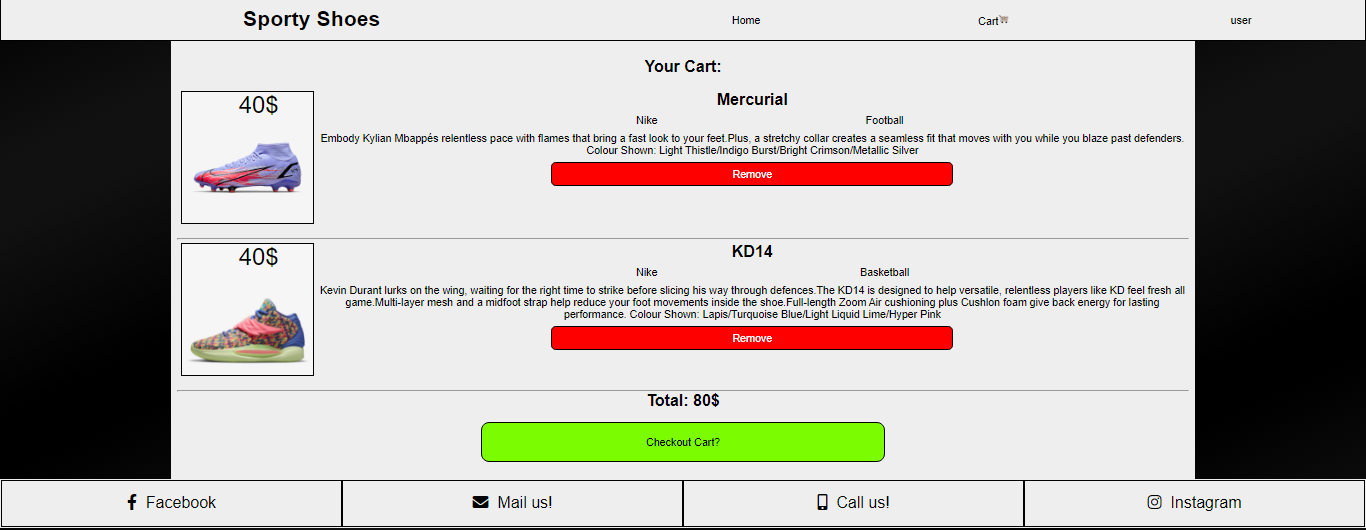 Sporty Shoes
Home
Cart
user
Your Cart:
40$
Mercurial
Nike
Football
Embody Kylian Mbappés relentless pace with flames that bring a fast look to your feet.Plus, a stretchy collar creates a seamless fit that moves with you while you blaze past defenders.
Colour Shown: Light Thistle/Indigo Burst/Bright Crimson/Metallic Silver
Remove
40$
KD14
Nike
Basketball
Kevin Durant lurks on the wing, waiting for the right time to strike before slicing his way through defences.The KD14 is designed to help versatile, relentless players like KD feel fresh all
game.Multi-layer mesh and a midfoot strap help reduce your foot movements inside the shoe.Full-length Zoom Air cushioning plus Cushlon foam give back energy for lasting
performance. Colour Shown: Lapis/Turquoise Blue/Light Liquid Lime/Hyper Pink
Remove
Total: 80$
Checkout Cart?
Facebook
Mail us!
Call us!
Instagram